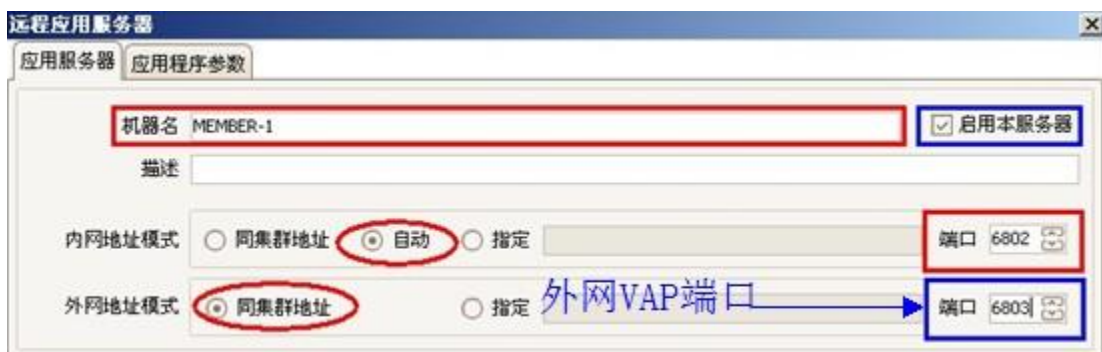 远程应用服务器
应用服务器 应用程序参数
机器名 MEMBER-1 启用本服务器
描述
内网地址模式 同集群地址 自动 指定 端口 6802
外网地址模式 同集群地址 指定 外网VAP端口 端口 6803